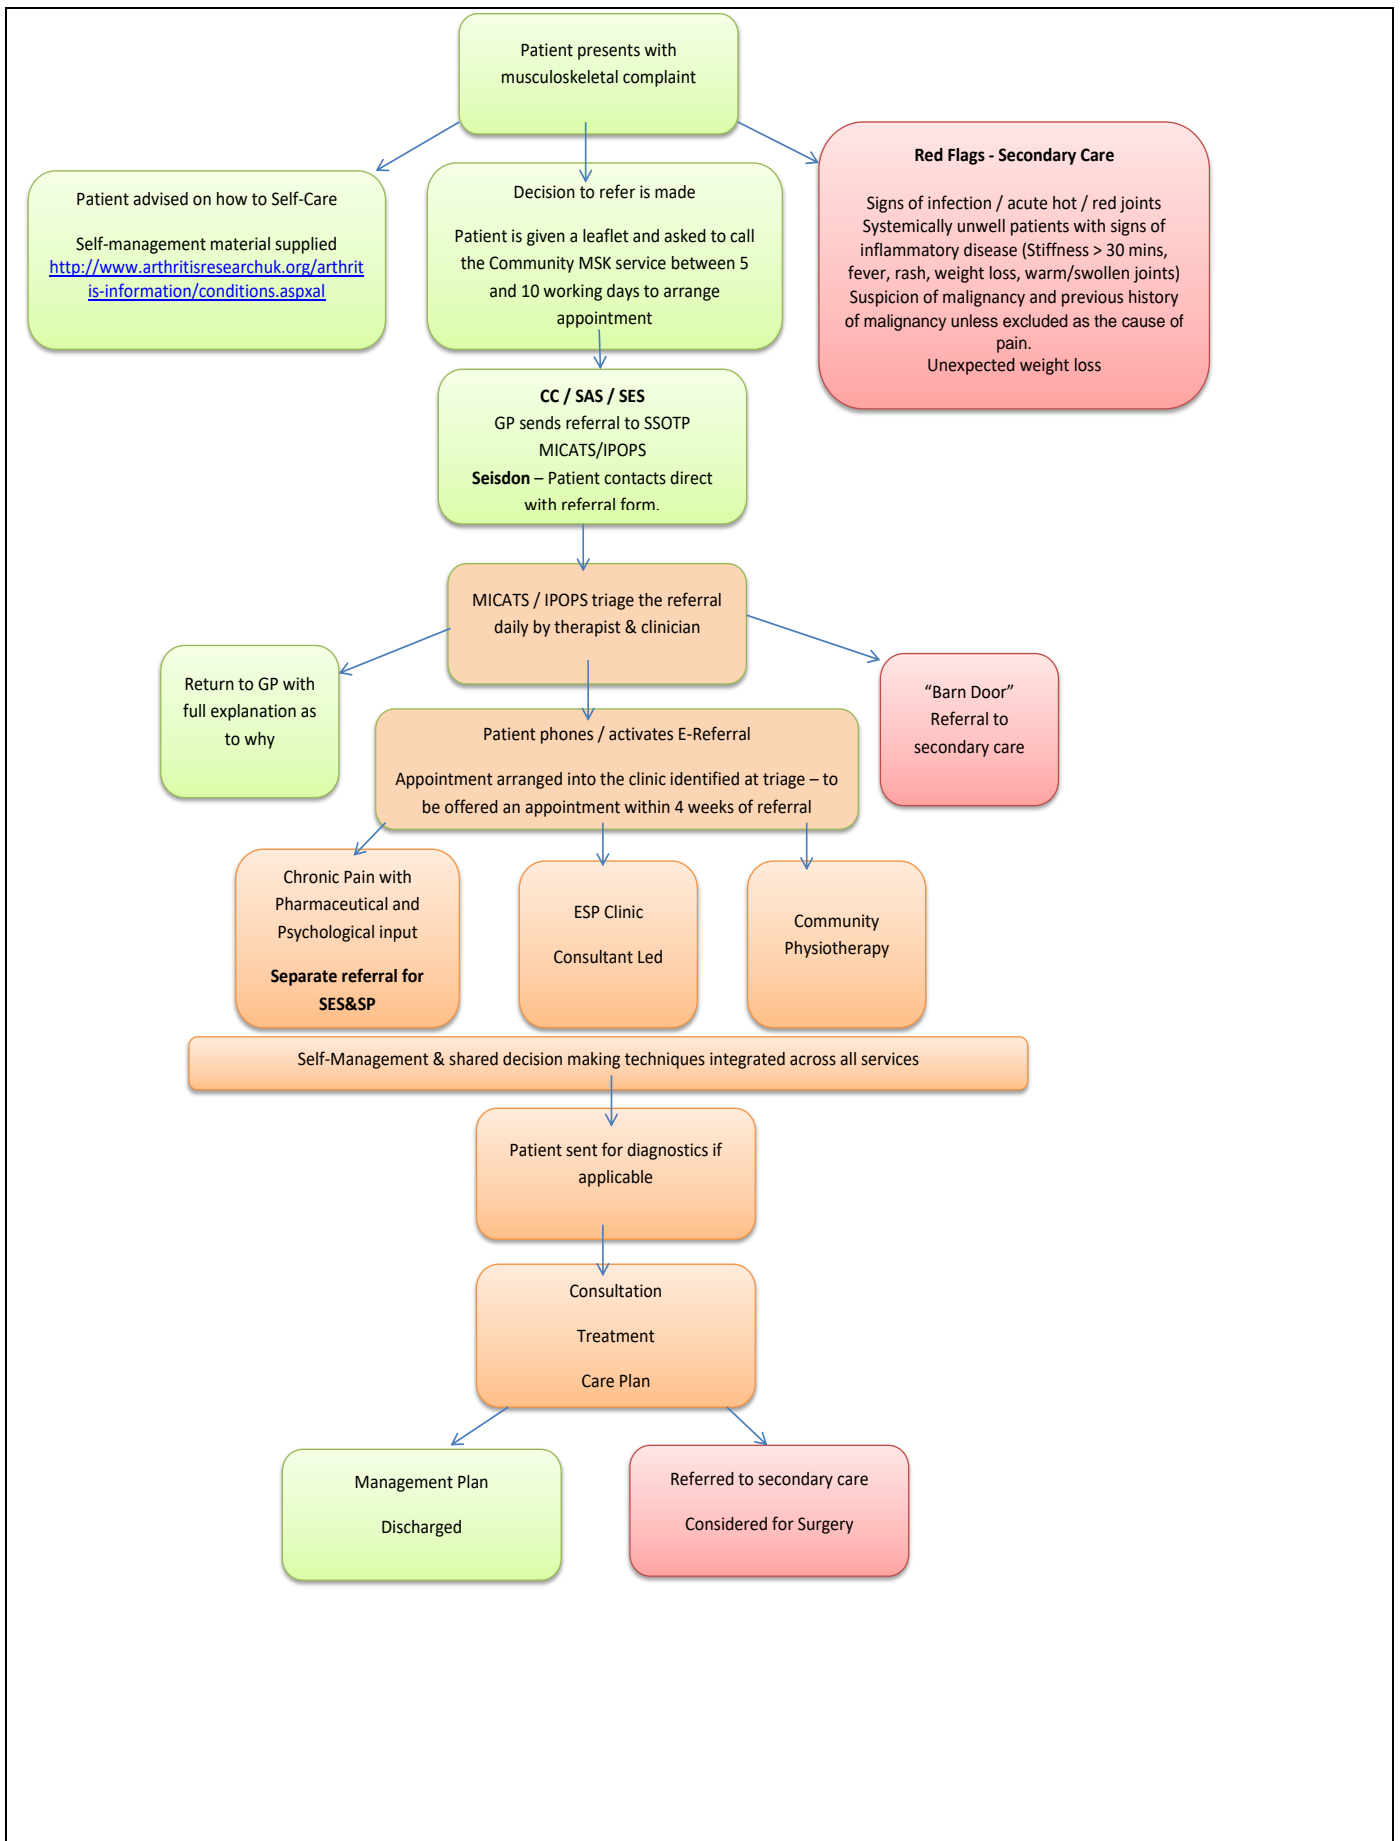 Patient presents with
musculoskeletal complaint
Patient advised on how to Self-Care
Self-management material supplied
http://www.arthritisresearchuk.org/arthrit
is-information/conditions.aspxal
Decision to refer is made
Patient is given a leaflet and asked to call
the Community MSK service between 5
and 10 working days to arrange
appointment
Red Flags - Secondary Care
Signs of infection / acute hot / red joints
Systemically unwell patients with signs of
inflammatory disease (Stiffness > 30 mins,
fever, rash, weight loss, warm/swollen joints)
Suspicion of malignancy and previous history
of malignancy unless excluded as the cause of
pain.
Unexpected weight loss
CC / SAS / SES
GP sends referral to SSOTP
MICATS/IPOPS
Seisdon – Patient contacts direct
with referral form.
MICATS / IPOPS triage the referral
daily by therapist & clinician
Return to GP with
full explanation as
to why
“Barn Door”
Referral to
secondary care
Patient phones / activates E-Referral
Appointment arranged into the clinic identified at triage – to
be offered an appointment within 4 weeks of referral
Chronic Pain with
Pharmaceutical and
Psychological input
Separate referral for
SES&SP
ESP Clinic
Consultant Led
Community
Physiotherapy
Self-Management & shared decision making techniques integrated across all services
Patient sent for diagnostics if
applicable
Consultation
Treatment
Care Plan
Management Plan
Discharged
Referred to secondary care
Considered for Surgery